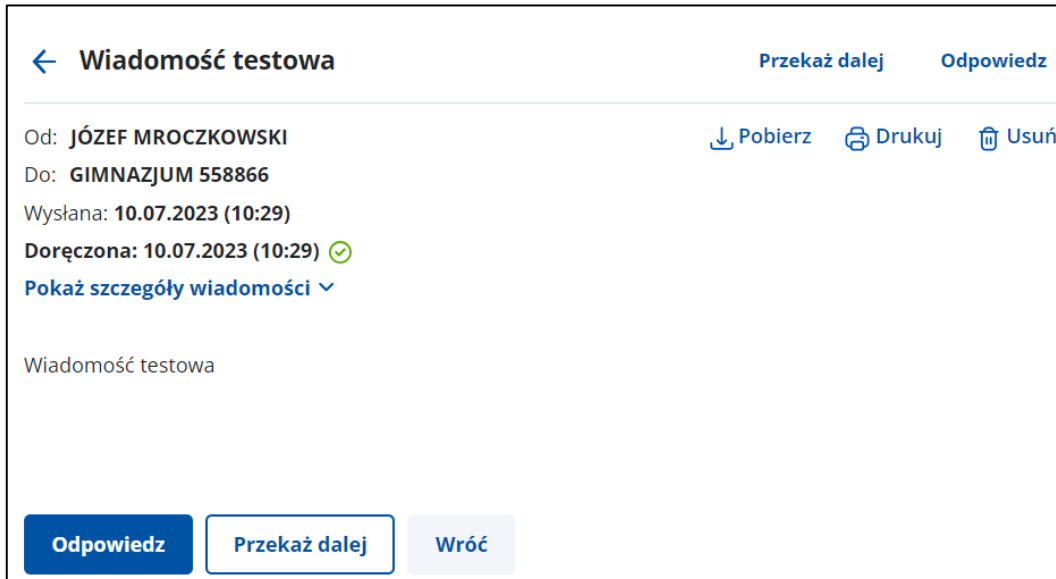 Wiadomość testowa
Przekaż dalej Odpowiedz
Od: JÓZEF MROCZKOWSKI
Pobierz Drukuj Usuń
Do: GIMNAZJUM 558866
Wysłana: 10.07.2023 (10:29)
Doręczona: 10.07.2023 (10:29)
Pokaż szczegóły wiadomości
Wiadomość testowa
Odpowiedz Przekaż dalej Wróć